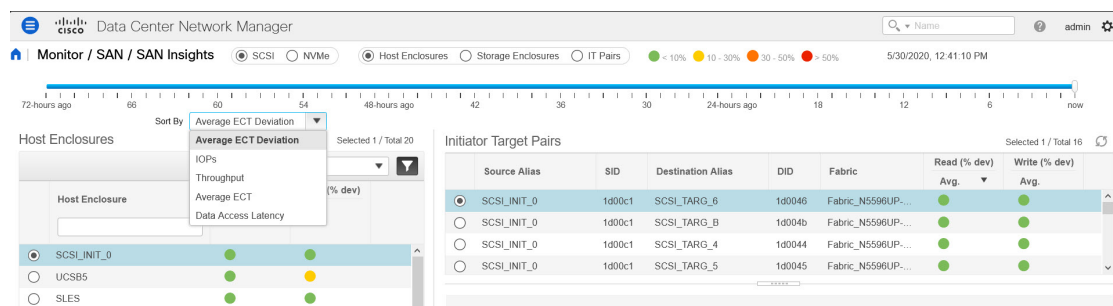 cisco Data Center Network Manager
Name
admin
Monitor / SAN / SAN Insights
SCSI NVMe
Host Enclosures Storage Enclosures IT Pairs
< 10% 10 - 30% 30 - 50% > 50%
5/30/2020, 12:41:10 PM
72-hours ago 66 60 54 48-hours ago 42 36 30 24-hours ago 18 12 6 now
Sort By Average ECT Deviation
Average ECT Deviation
IOPs
Throughput
Average ECT
Data Access Latency
Host Enclosures
Selected 1 / Total 20
(% dev)
Host Enclosure
SCSI_INIT_0
UCSB5
SLES
Initiator Target Pairs
Selected 1 / Total 16
Source Alias SID Destination Alias DID Fabric Read (% dev) Write (% dev)
Avg. Avg.
SCSI_INIT_0 1d00c1 SCSI_TARG_6 1d0046 Fabric_N5596UP-...
SCSI_INIT_0 1d00c1 SCSI_TARG_B 1d004b Fabric_N5596UP-...
SCSI_INIT_0 1d00c1 SCSI_TARG_4 1d0044 Fabric_N5596UP-...
SCSI_INIT_0 1d00c1 SCSI_TARG_5 1d0045 Fabric_N5596UP-...